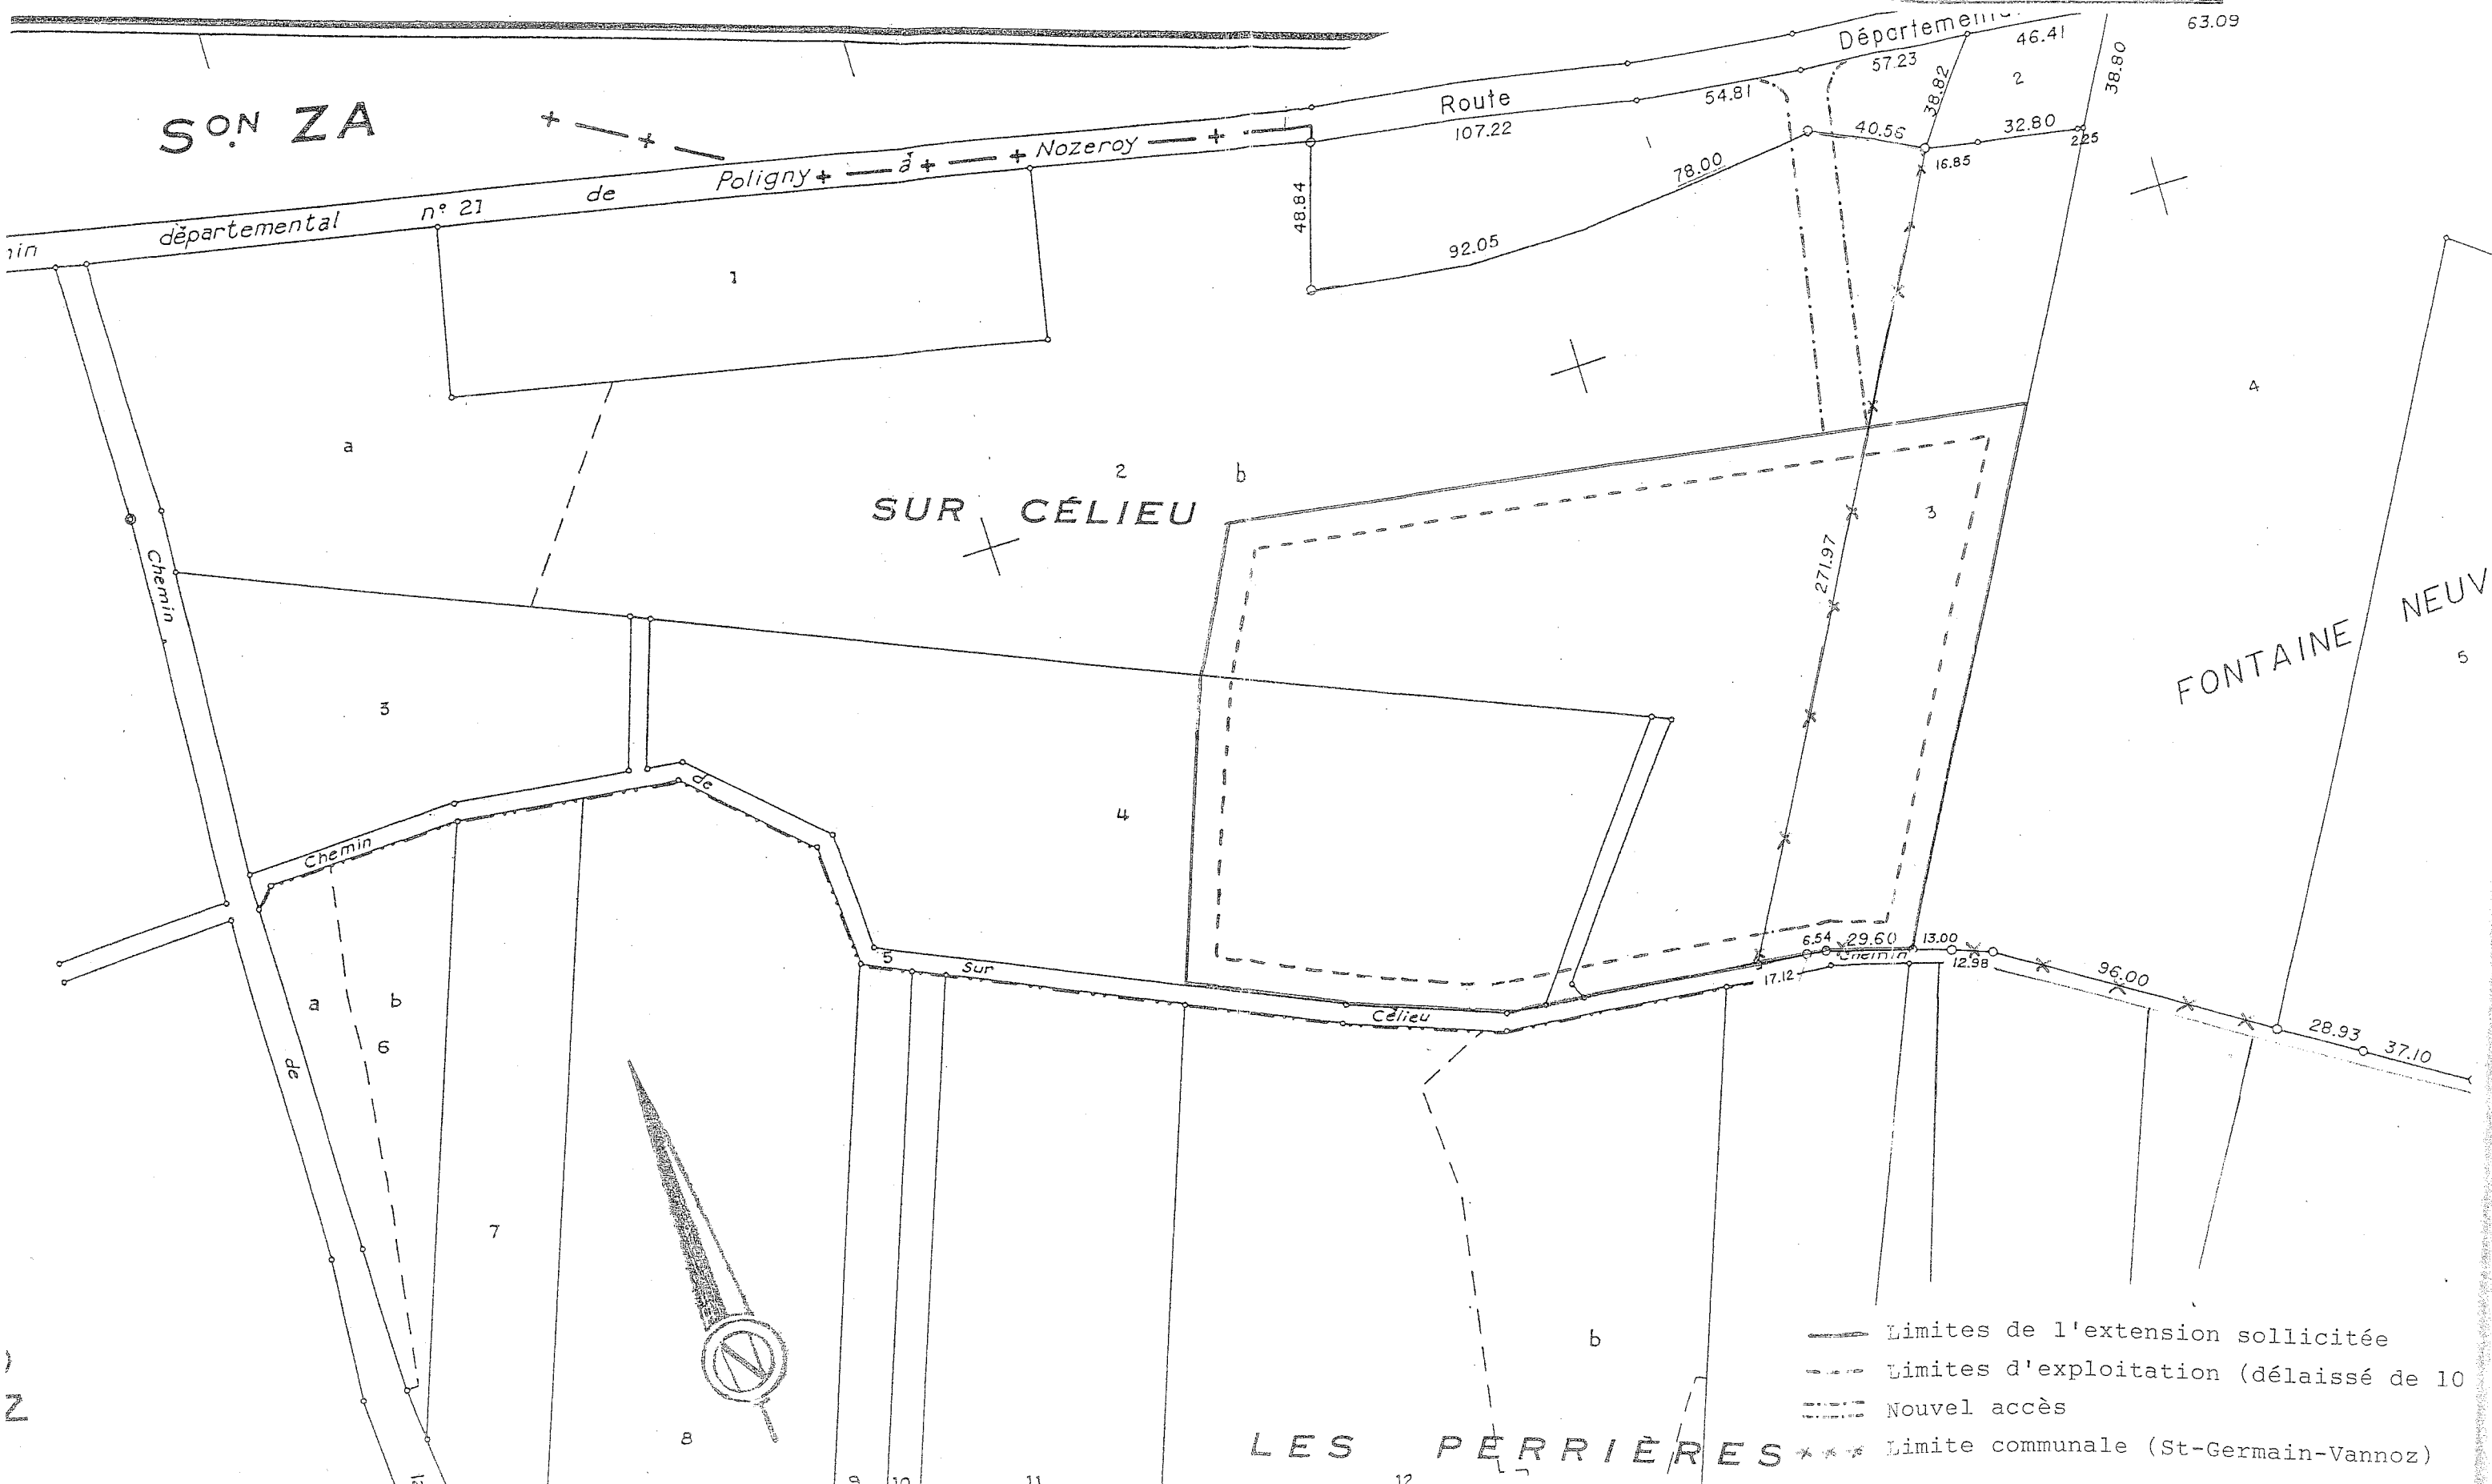 63.09
46.41
57.23
38.82
38.80
2
SON ZA
Route
54.81
107.22
40.56
32.80
2.25
16.85
Nozeroy
à
Poligny
de
n° 21
départemental
78.00
48.84
92.05
1
a
2
b
4
SUR CÉLIEU
3
271.97
Chemin
FONTAINE
5
3
de
4
Chemin
6.54
29.60
13.00
5
Sur
17.12
Chemin
12.98
96.00
Célieu
28.93
37.10
a
b
6
de
7
N
b
8
Limites de l'extension sollicitée
Limites d'exploitation (délaissé de 10
Nouvel accès
Limite communale (St-Germain-Vannoz)
LES PERRIÈRES
Z
9
10
11
12